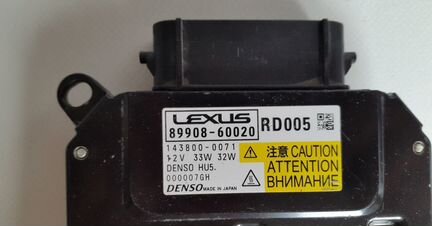 LEXUS
89908-60020 RD005
143800-0071
12V 33W 32W
DENSO HU5.
000007GH
DENSO MADE IN JAPAN
注意 CAUTION
ATTENTION
ВНИМАНИЕ